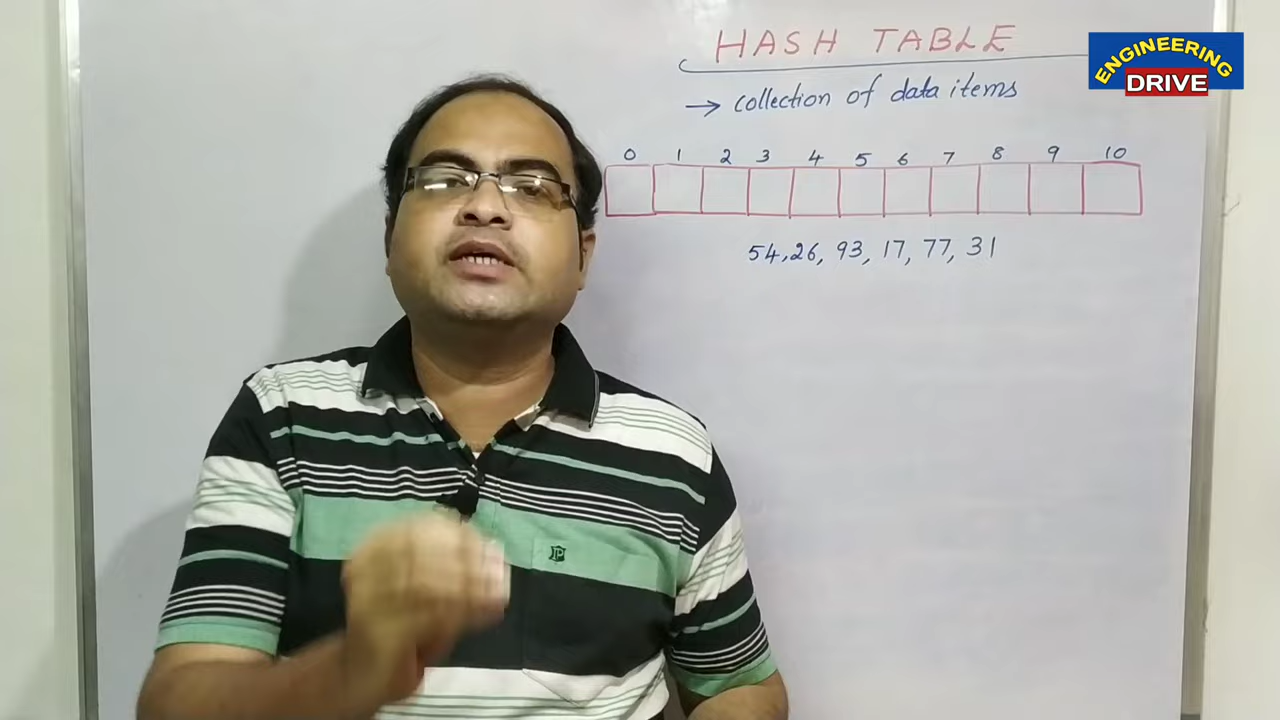 HASH TABLE
→ collection of data items
0 1 2 3 4 5 6 7 8 9 10
54, 26, 93, 17, 77, 31
ENGINEERING
DRIVE